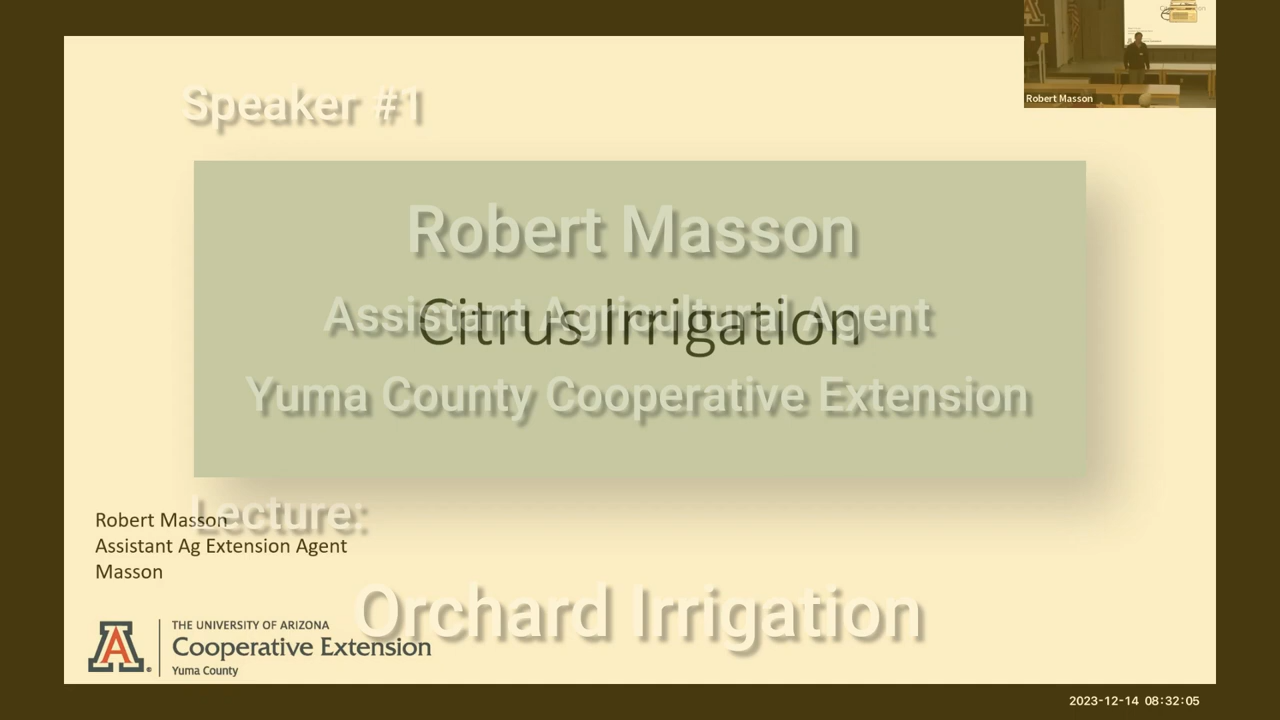 Robert Masson
Speaker #1
Robert Masson
Assistant Agricultural Agent
Citrus Irrigation
Yuma County Cooperative Extension
Lecture:
Robert Masson
Assistant Ag Extension Agent
Masson
Orchard Irrigation
THE UNIVERSITY OF ARIZONA
Cooperative Extension
Yuma County
2023-12-14 08:32:05